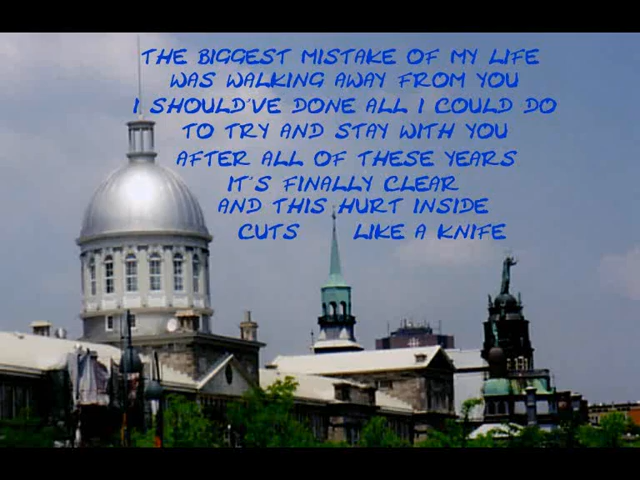 THE BIGGEST MISTAKE OF MY LIFE
WAS WALKING AWAY FROM YOU
I SHOULD'VE DONE ALL I COULD DO
TO TRY AND STAY WITH YOU
AFTER ALL OF THESE YEARS
IT'S FINALLY CLEAR
AND THIS HURT INSIDE
CUTS LIKE A KNIFE